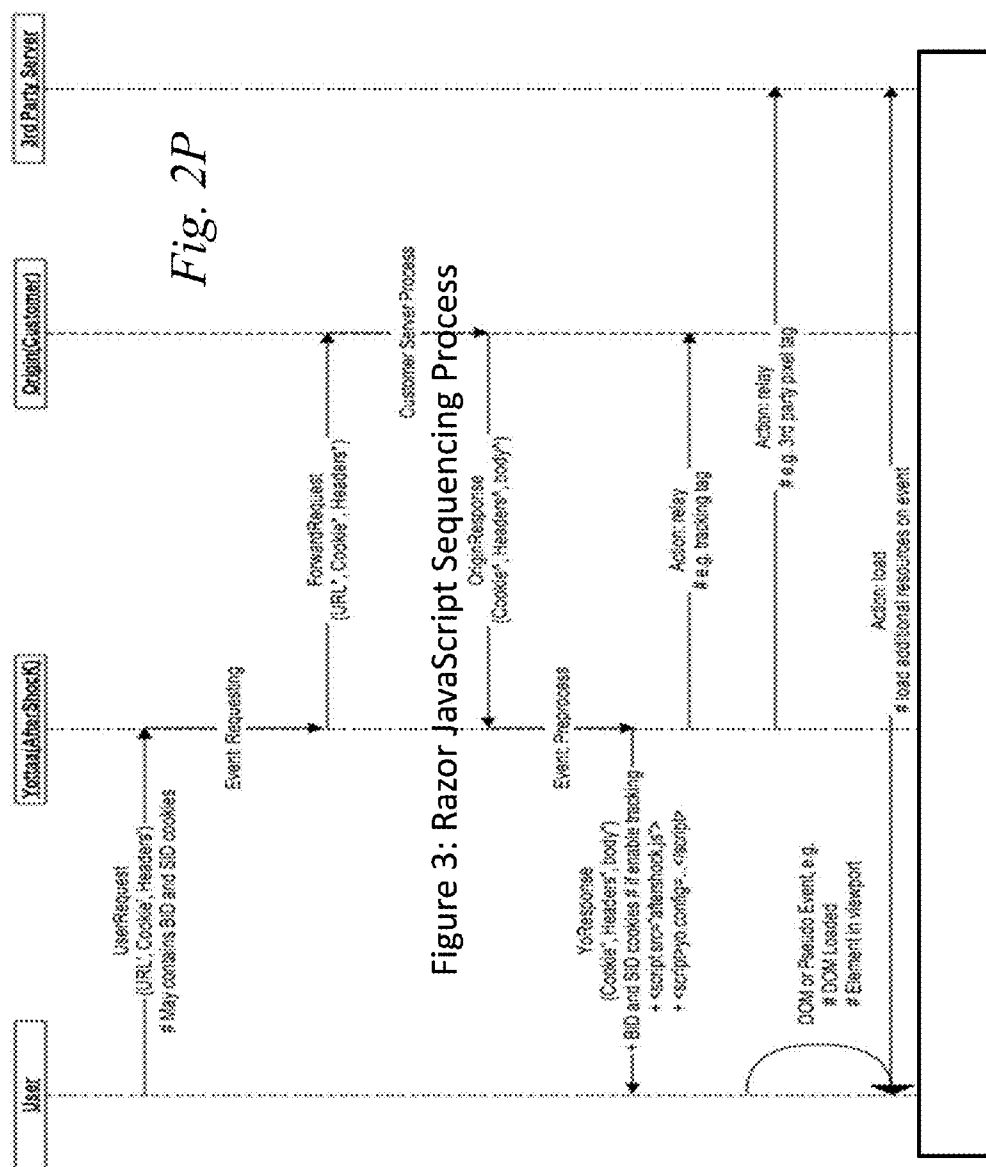 User
Yottaa(AfterShock)
Origin(Customer)
3rd Party Server
Fig. 2P
UserRequest
(URL', Cookie', Headers')
# May contains BID and SID cookies
Event: Requesting
ForwardRequest
(URL', Cookie', Headers')
Customer Server Process
Figure 3: Razor JavaScript Sequencing Process
OriginResponse
(Cookie', Headers', body')
Event: Preprocess
YoResponse
(Cookie', Headers', body')
+ BID and SID cookies # if enable tracking
+ <script src="aftershock.js">
+ <script>yo.config=...<script>
Action: relay
# e.g. tracking tag
Action: relay
# e.g. 3rd party pixel tag
DOM or Pseudo Event, e.g.
# DOM Loaded
# Element in viewport
Action: load
# load additional resources on event